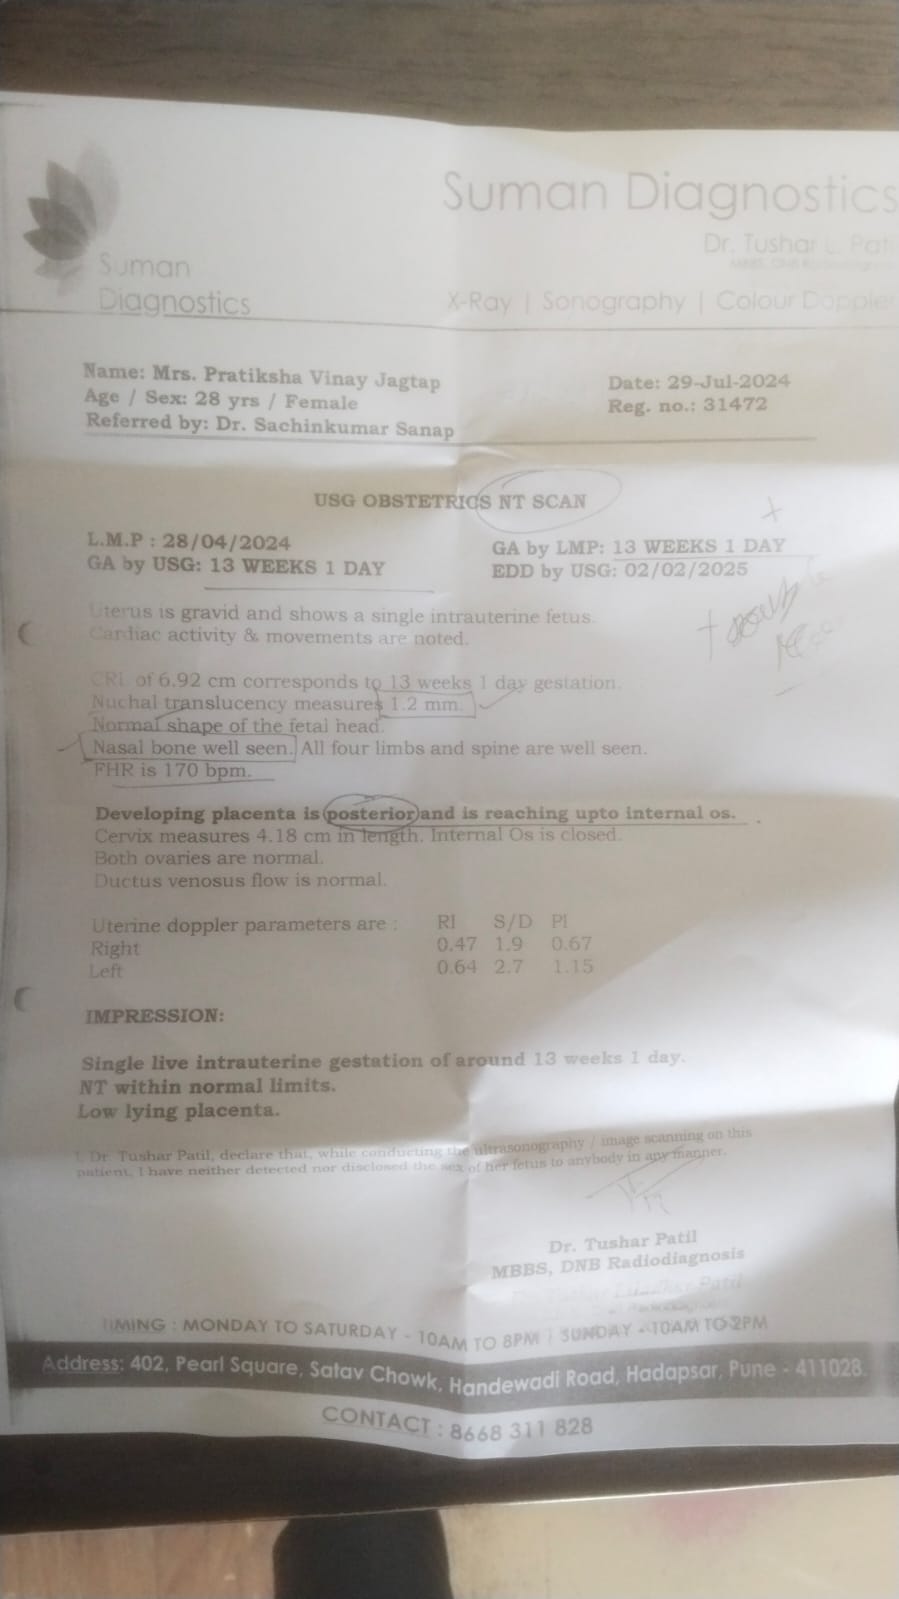 Suman Diagnostics
Dr. Tushar L. Pati
Suman
Diagnostics
X-Ray | Sonography | Colour Doppler
Name: Mrs. Pratiksha Vinay Jagtap
Date: 29-Jul-2024
Age / Sex: 28 yrs / Female
Reg. no.: 31472
Referred by: Dr. Sachinkumar Sanap
USG OBSTETRICS NT SCAN
L.M.P : 28/04/2024
GA by LMP: 13 WEEKS 1 DAY
GA by USG: 13 WEEKS 1 DAY
EDD by USG: 02/02/2025
Uterus is gravid and shows a single intrauterine fetus.
Cardiac activity & movements are noted.
CRL of 6.92 cm corresponds to 13 weeks 1 day gestation.
Nuchal translucency measures 1.2 mm.
Normal shape of the fetal head.
Nasal bone well seen. All four limbs and spine are well seen.
FHR is 170 bpm.
Developing placenta is posterior and is reaching upto internal os.
Cervix measures 4.18 cm in length. Internal Os is closed.
Both ovaries are normal.
Ductus venosus flow is normal.
Uterine doppler parameters are : RI S/D PI
Right 0.47 1.9 0.67
Left 0.64 2.7 1.15
IMPRESSION:
Single live intrauterine gestation of around 13 weeks 1 day.
NT within normal limits.
Low lying placenta.
I, Dr. Tushar Patil, declare that, while conducting the ultrasonography / image scanning on this
patient, I have neither detected nor disclosed the sex of her fetus to anybody in any manner.
Dr. Tushar Patil
MBBS, DNB Radiodiagnosis
TIMING : MONDAY TO SATURDAY - 10AM TO 8PM | SUNDAY - 10AM TO 2PM
Address: 402, Pearl Square, Satav Chowk, Handewadi Road, Hadapsar, Pune - 411028.
CONTACT : 8668 311 828